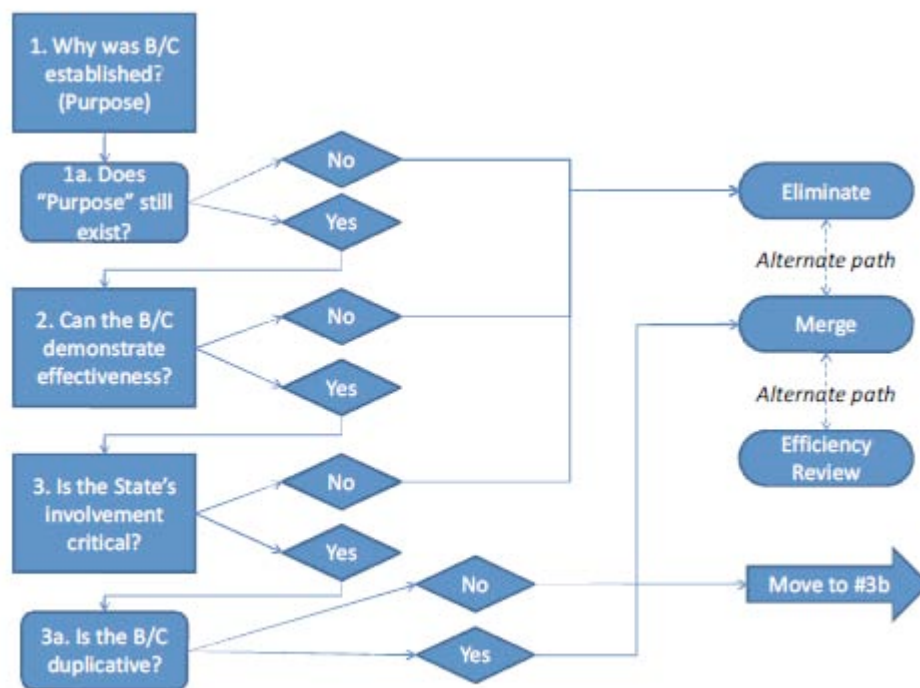 1. Why was B/C
established?
(Purpose)
No
1a. Does
“Purpose” still
exist?
Yes
Eliminate
Alternate path
2. Can the B/C
demonstrate
effectiveness?
No
Merge
Yes
Alternate path
Efficiency
Review
3. Is the State’s
involvement
critical?
No
Yes
No
Move to #3b
3a. Is the B/C
duplicative?
Yes